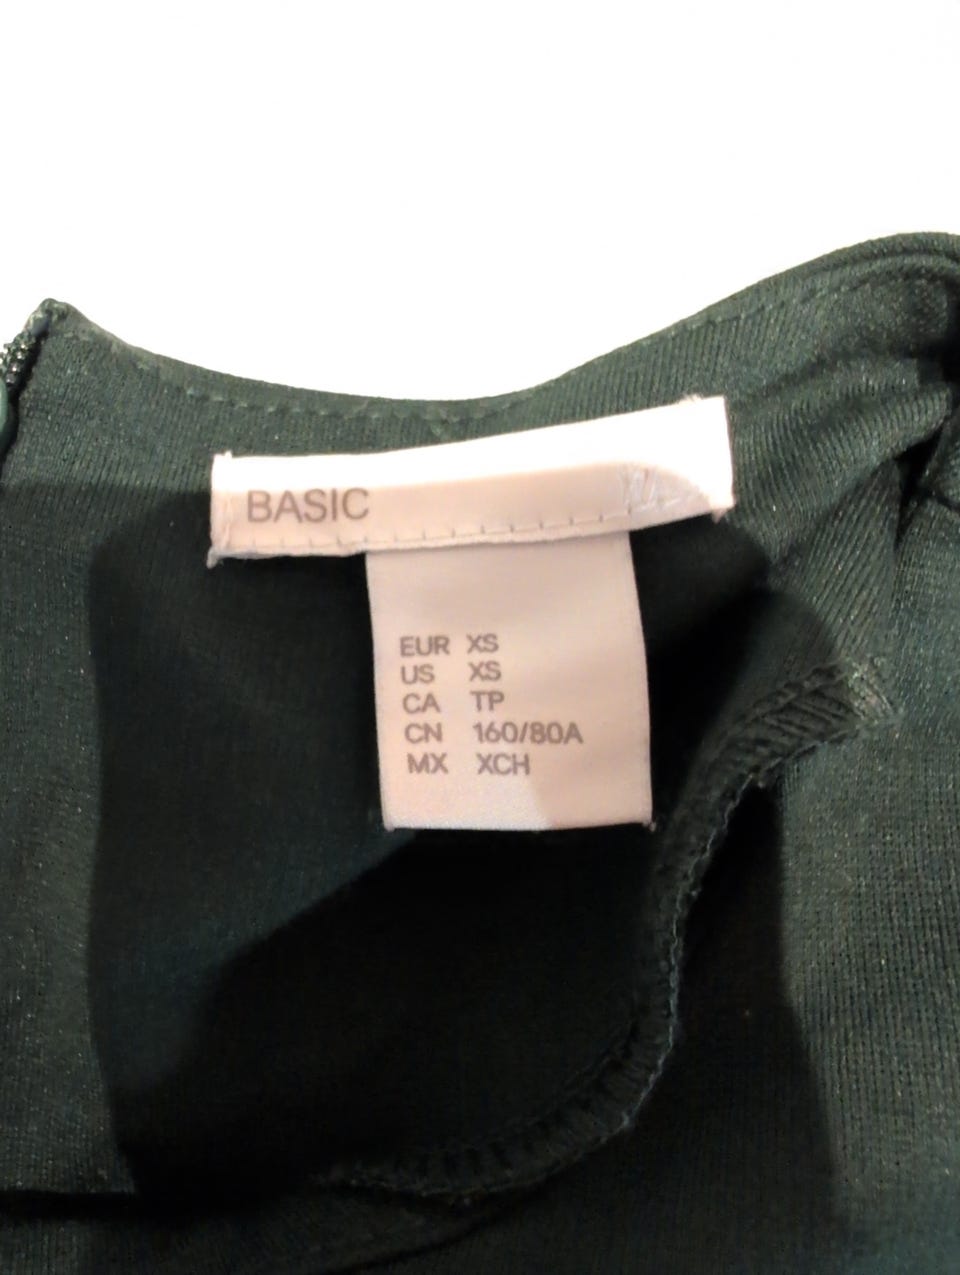 BASIC
EUR XS
US XS
CA TP
CN 160/80A
MX XCH